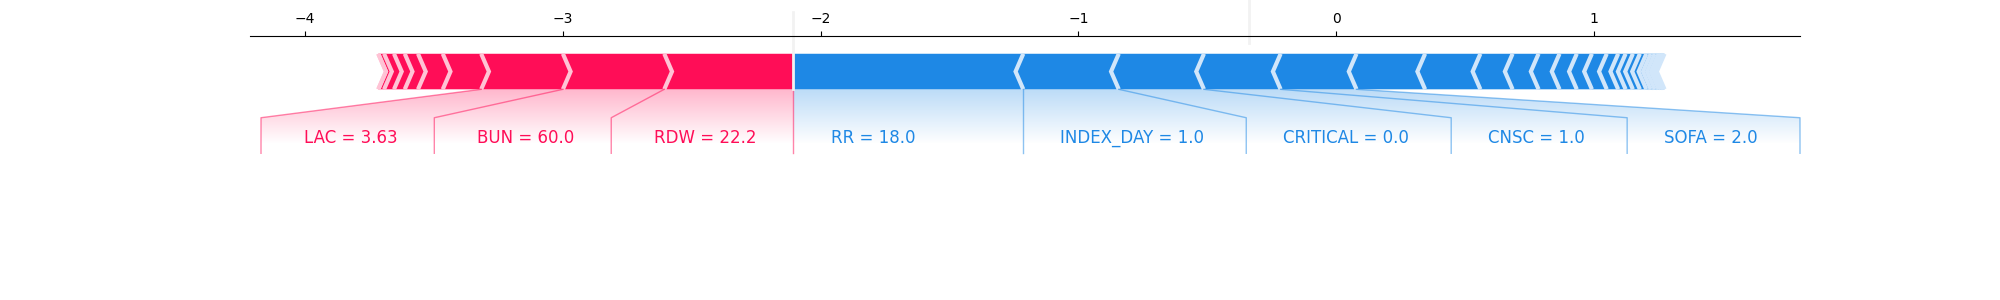 −4 −3 −2 −1 0 1
LAC = 3.63 BUN = 60.0 RDW = 22.2 RR = 18.0 INDEX_DAY = 1.0 CRITICAL = 0.0 CNSC = 1.0 SOFA = 2.0